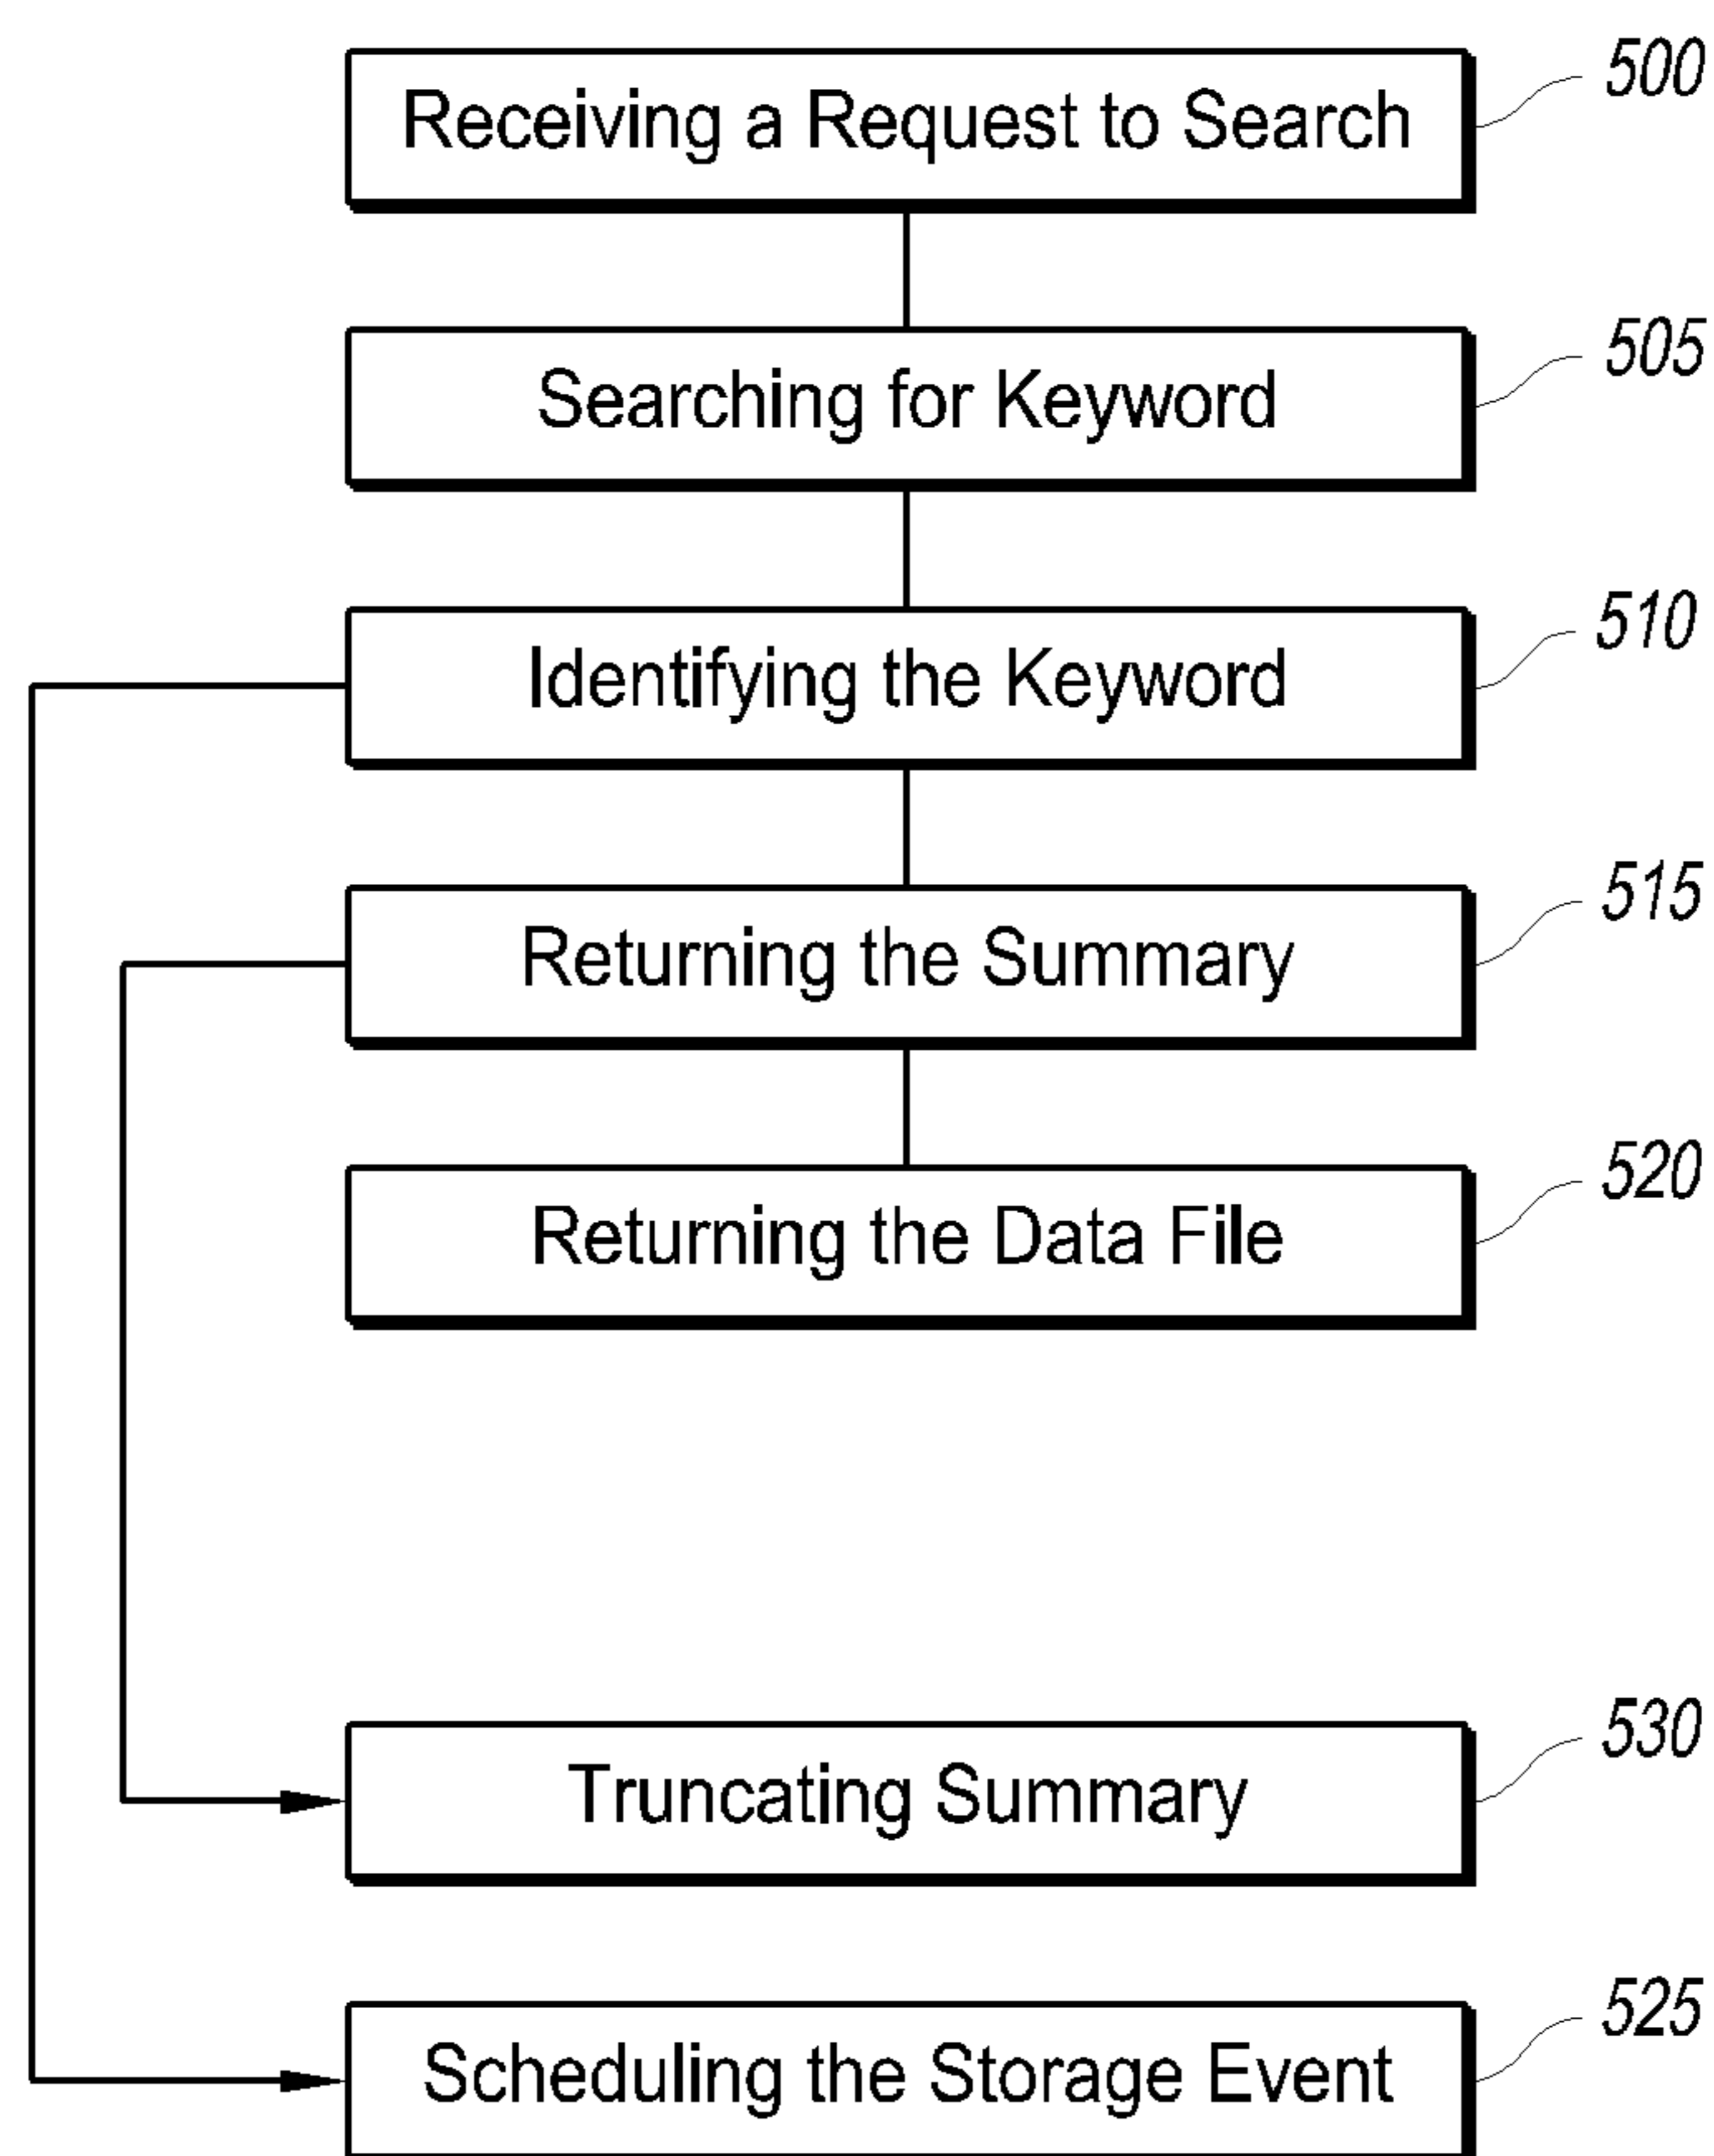 Receiving a Request to Search 500
Searching for Keyword 505
Identifying the Keyword 510
Returning the Summary 515
Returning the Data File 520
Truncating Summary 530
Scheduling the Storage Event 525